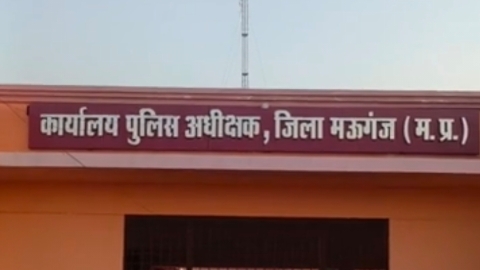 कार्यालय पुलिस अधीक्षक, जिला मऊगंज (म. प्र.)